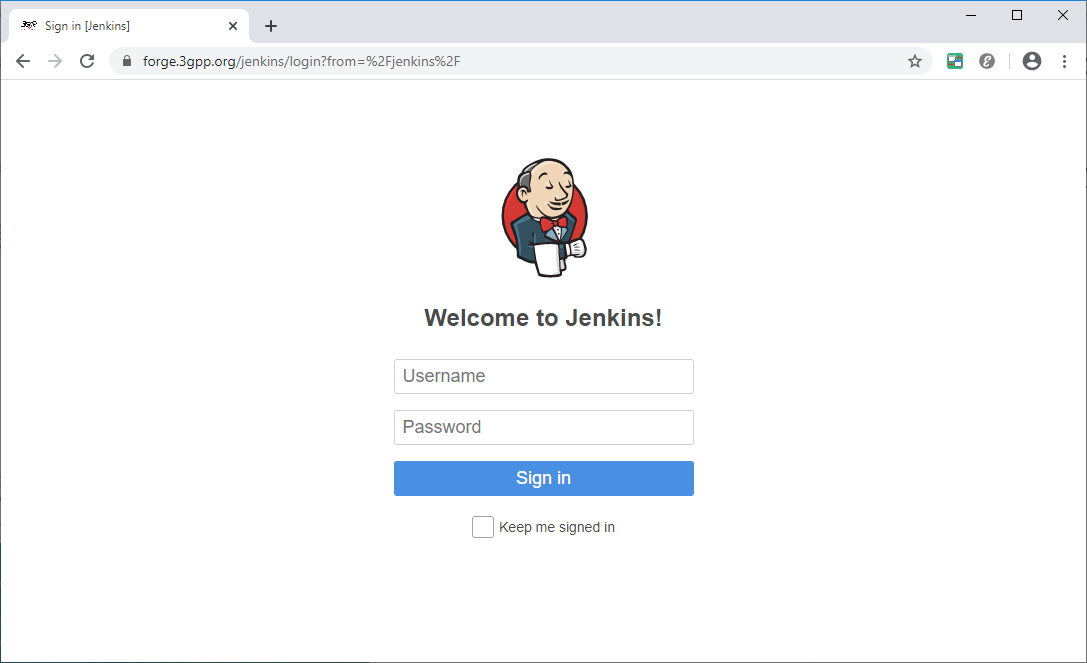 Sign in [Jenkins]
forge.3gpp.org/jenkins/login?from=%2Fjenkins%2F
Welcome to Jenkins!
Username
Password
Sign in
Keep me signed in